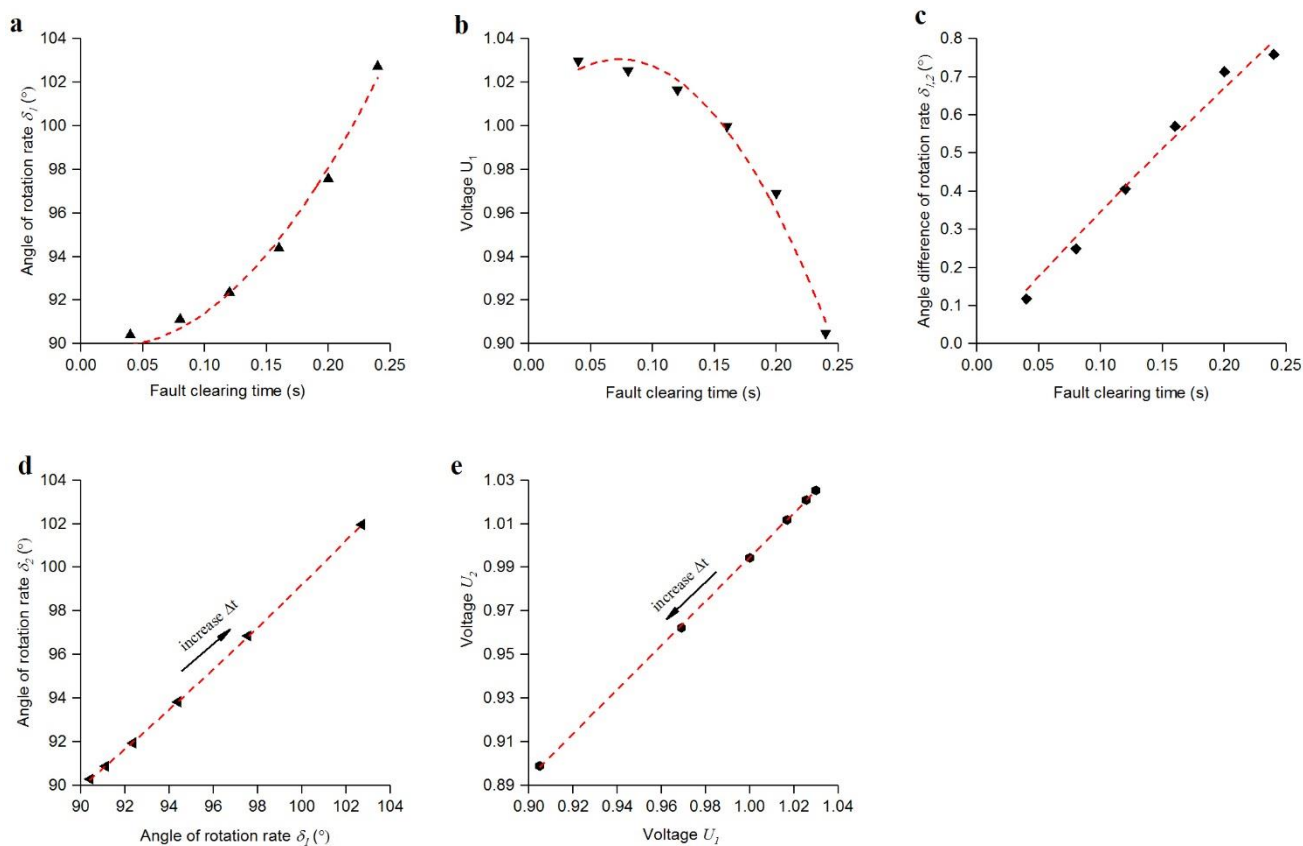 a
Angle of rotation rate δ1 (°)
104
102
100
98
96
94
92
90
0.00 0.05 0.10 0.15 0.20 0.25
Fault clearing time (s)
b
Voltage U1
1.04
1.02
1.00
0.98
0.96
0.94
0.92
0.90
0.00 0.05 0.10 0.15 0.20 0.25
Fault clearing time (s)
c
Angle difference of rotation rate δ1,2 (°)
0.8
0.7
0.6
0.5
0.4
0.3
0.2
0.1
0.0
0.00 0.05 0.10 0.15 0.20 0.25
Fault clearing time (s)
d
Angle of rotation rate δ2 (°)
104
102
100
98
96
94
92
90
increase Δt
90 92 94 96 98 100 102 104
Angle of rotation rate δ1 (°)
e
Voltage U2
1.03
1.01
0.99
0.97
0.95
0.93
0.91
0.89
increase Δt
0.90 0.92 0.94 0.96 0.98 1.00 1.02 1.04
Voltage U1